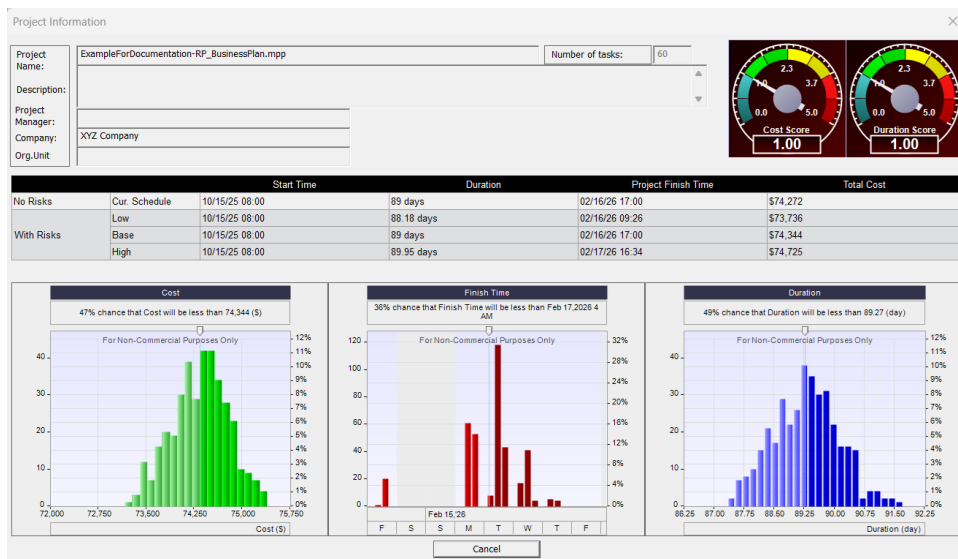 Project Information
Project Name:
ExampleForDocumentation-RP_BusinessPlan.mpp
Number of tasks:
60
Description:
Project Manager:
Company:
XYZ Company
Org.Unit
0.0 1.0 2.3 3.7 5.0
Cost Score
1.00
0.0 1.0 2.3 3.7 5.0
Duration Score
1.00
Start Time Duration Project Finish Time Total Cost
No Risks Cur. Schedule 10/15/25 08:00 89 days 02/16/26 17:00 $74,272
Low 10/15/25 08:00 88.18 days 02/16/26 09:26 $73,736
With Risks Base 10/15/25 08:00 89 days 02/16/26 17:00 $74,344
High 10/15/25 08:00 89.95 days 02/17/26 16:34 $74,725
Cost
47% chance that Cost will be less than 74,344 ($)
For Non-Commercial Purposes Only
40
30
20
10
0
12%
11%
10%
9%
8%
7%
6%
5%
4%
3%
2%
1%
0%
72,000 72,750 73,500 74,250 75,000 75,750
Cost ($)
Finish Time
36% chance that Finish Time will be less than Feb 17,2026 4
AM
For Non-Commercial Purposes Only
120
100
80
60
40
20
0
32%
28%
24%
20%
16%
12%
8%
4%
0%
Feb 15,'26
F S S M T W T F
Duration
49% chance that Duration will be less than 89.27 (day)
For Non-Commercial Purposes Only
40
30
20
10
0
12%
11%
10%
9%
8%
7%
6%
5%
4%
3%
2%
1%
0%
86.25 87.00 87.75 88.50 89.25 90.00 90.75 91.50 92.25
Duration (day)
Cancel